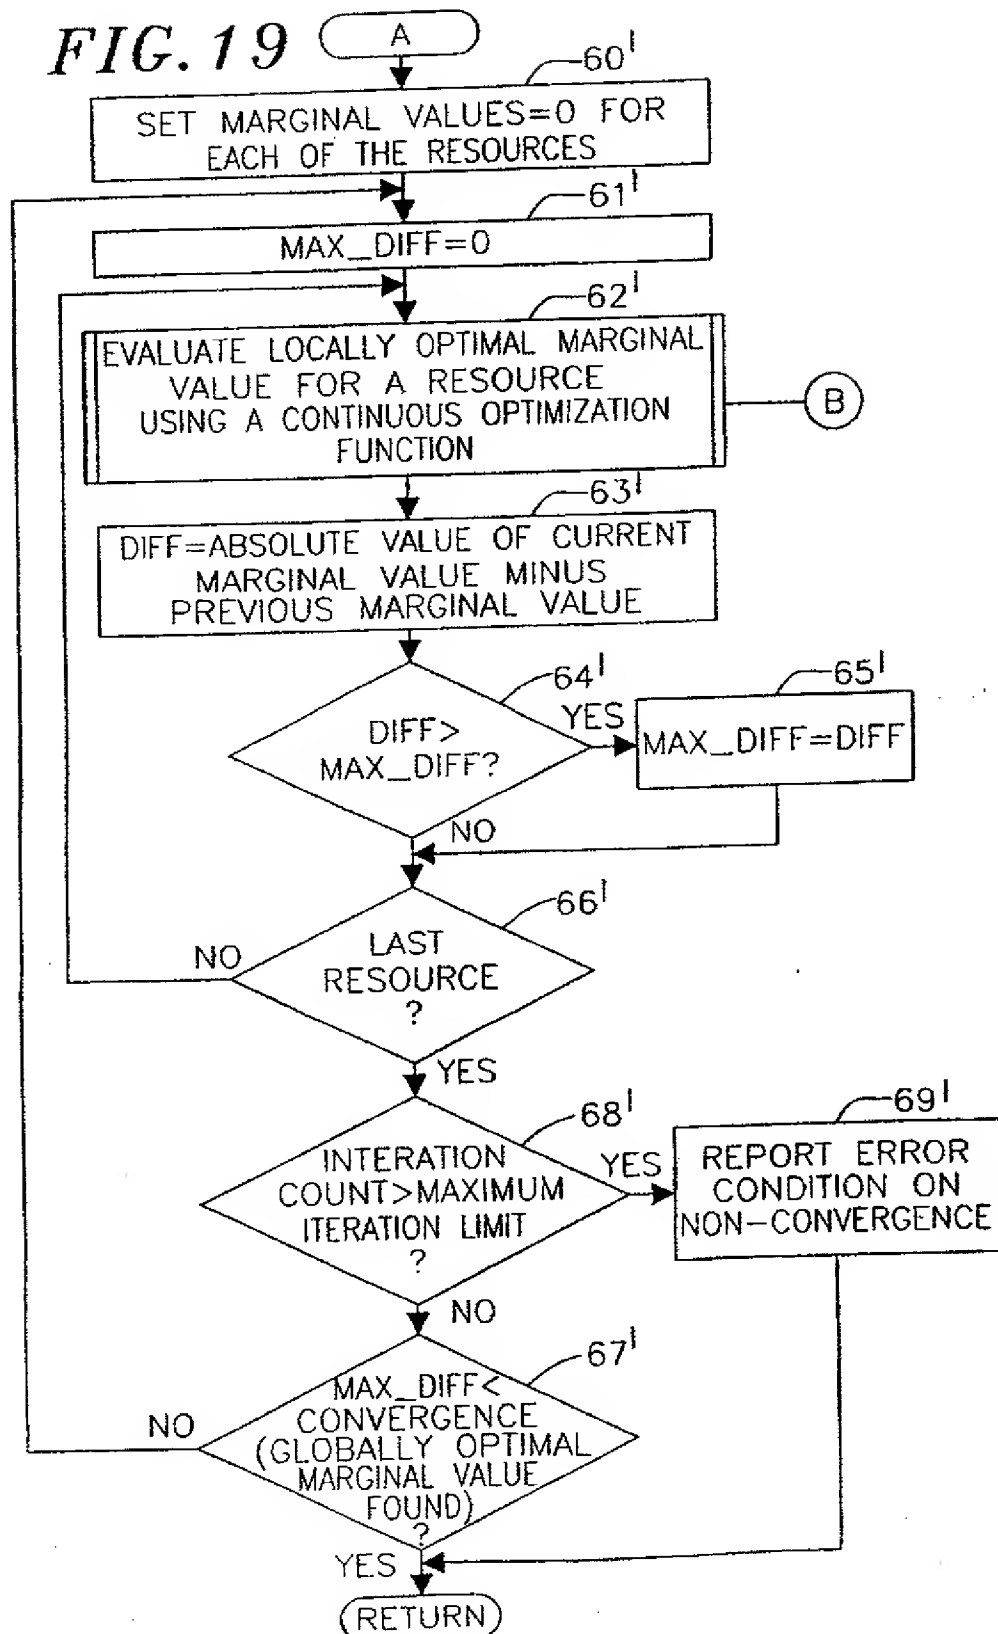 FIG. 19
A
60'
SET MARGINAL VALUES=0 FOR
EACH OF THE RESOURCES
61'
MAX_DIFF=0
62'
EVALUATE LOCALLY OPTIMAL MARGINAL
VALUE FOR A RESOURCE
USING A CONTINUOUS OPTIMIZATION
FUNCTION
B
63'
DIFF=ABSOLUTE VALUE OF CURRENT
MARGINAL VALUE MINUS
PREVIOUS MARGINAL VALUE
64'
DIFF>
MAX_DIFF?
YES
65'
MAX_DIFF=DIFF
NO
66'
LAST
RESOURCE
?
NO
YES
68'
INTERATION
COUNT>MAXIMUM
ITERATION LIMIT
?
YES
69'
REPORT ERROR
CONDITION ON
NON-CONVERGENCE
NO
67'
MAX_DIFF<
CONVERGENCE
(GLOBALLY OPTIMAL
MARGINAL VALUE
FOUND)
?
NO
YES
RETURN